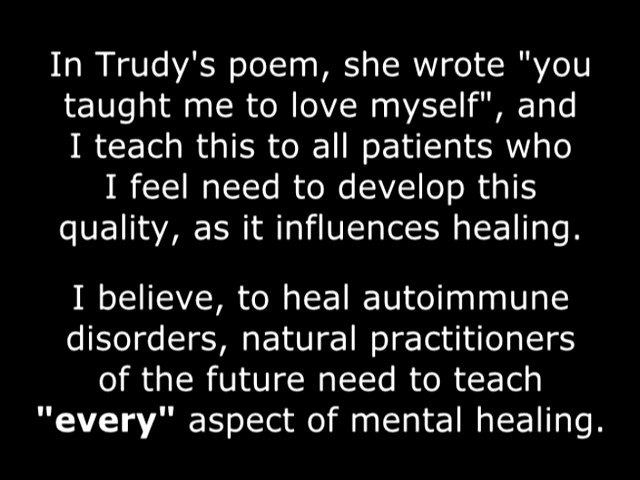 In Trudy's poem, she wrote "you
taught me to love myself", and
I teach this to all patients who
I feel need to develop this
quality, as it influences healing.
I believe, to heal autoimmune
disorders, natural practitioners
of the future need to teach
"every" aspect of mental healing.